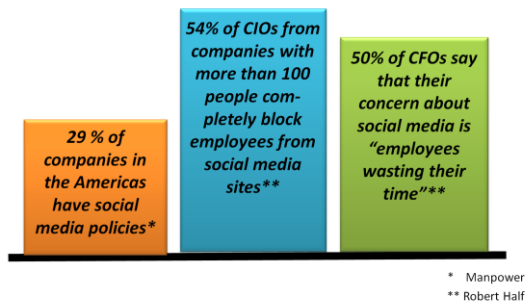 29 % of
companies in
the Americas
have social
media policies*
54% of CIOs from
companies with
more than 100
people com-
pletely block
employees from
social media
sites**
50% of CFOs say
that their
concern about
social media is
“employees
wasting their
time”**
* Manpower
** Robert Half